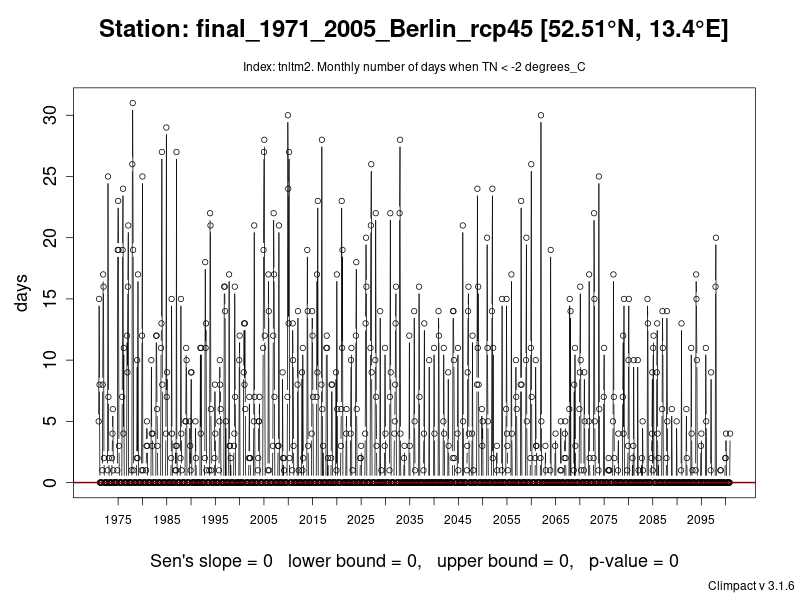 Station: final_1971_2005_Berlin_rcp45 [52.51°N, 13.4°E]
Index: tnltm2. Monthly number of days when TN < -2 degrees_C
days
30
25
20
15
10
5
0
1975 1985 1995 2005 2015 2025 2035 2045 2055 2065 2075 2085 2095
Sen's slope = 0 lower bound = 0, upper bound = 0, p-value = 0
Climpact v 3.1.6